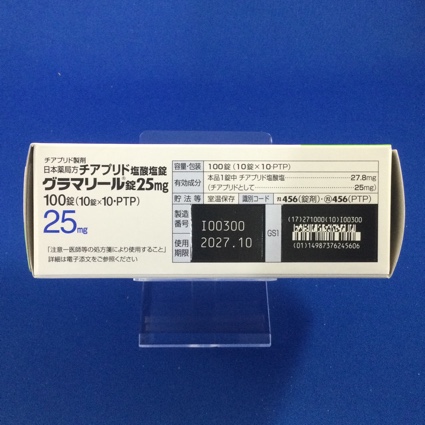 チアプリド製剤
日本薬局方 チアプリド塩酸塩錠
グラマリール®錠25mg
100錠(10錠×10・PTP)
25mg
「注意-医師等の処方箋により使用すること」
詳細は電子添文をご参照ください
容量・包装 100錠(10錠×10・PTP)
有効成分 本品1錠中 チアプリド塩酸塩 27.8mg
(チアプリドとして 25mg)
貯法等 室温保存 識別コード 456(錠剤)・456(PTP)
製造番号 I00300
使用期限 2027.10
GS1
(17)271000(10)I00300
(01)14987376245606